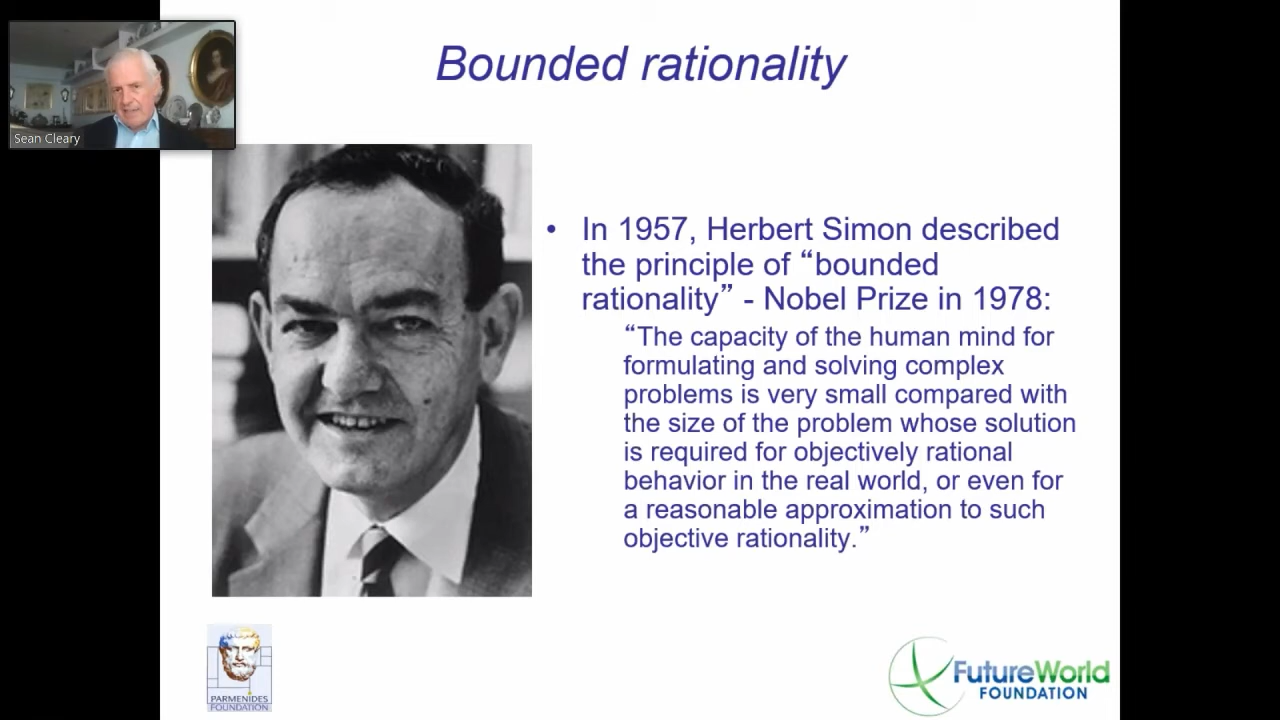 Bounded rationality
Sean Cleary
• In 1957, Herbert Simon described
the principle of “bounded
rationality” - Nobel Prize in 1978:
“The capacity of the human mind for
formulating and solving complex
problems is very small compared with
the size of the problem whose solution
is required for objectively rational
behavior in the real world, or even for
a reasonable approximation to such
objective rationality.”
PARMENIDES
FOUNDATION
FutureWorld
FOUNDATION